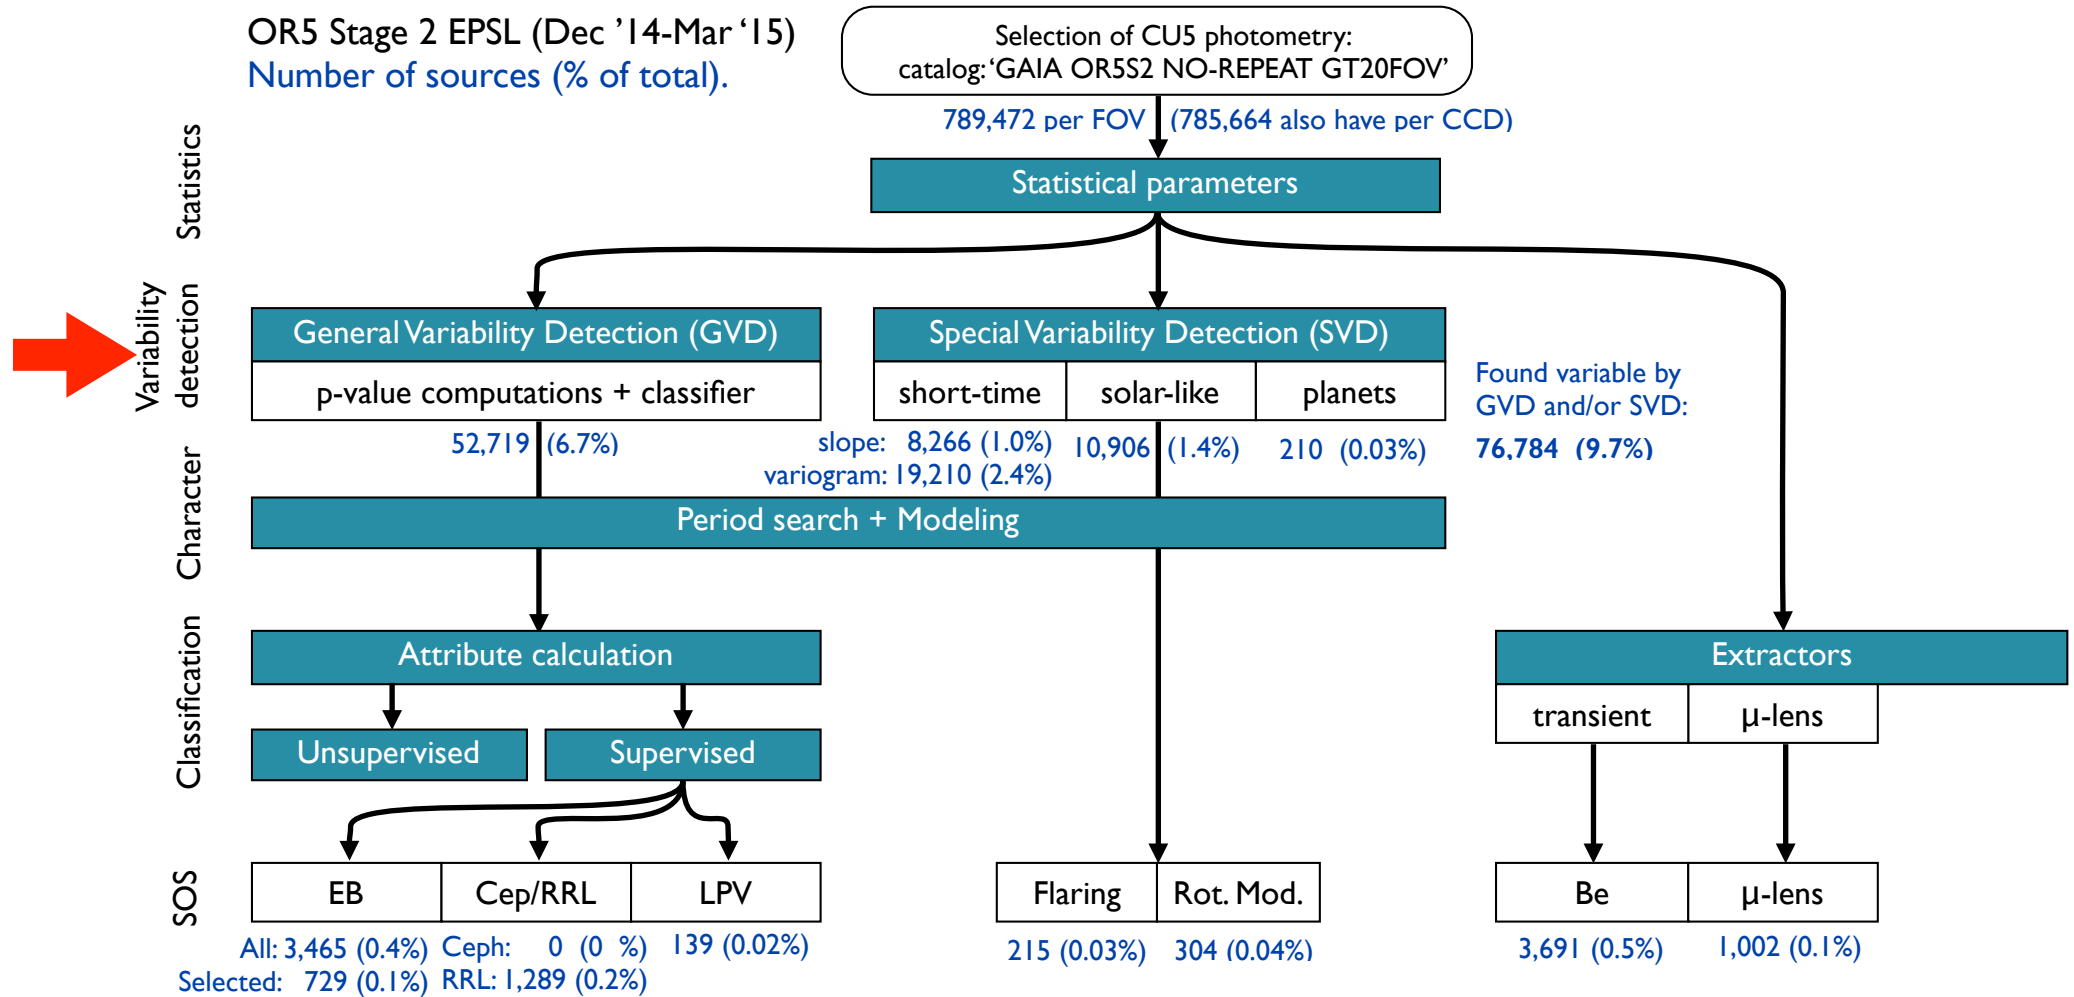 OR5 Stage 2 EPSL (Dec ’14-Mar ‘15)
Number of sources (% of total).
Selection of CU5 photometry:
catalog: ‘GAIA OR5S2 NO-REPEAT GT20FOV’
789,472 per FOV (785,664 also have per CCD)
Statistics
Statistical parameters
Variability
detection
General Variability Detection (GVD)
p-value computations + classifier
52,719 (6.7%)
Special Variability Detection (SVD)
short-time solar-like planets
slope: 8,266 (1.0%) 10,906 (1.4%) 210 (0.03%)
variogram: 19,210 (2.4%)
Found variable by
GVD and/or SVD:
76,784 (9.7%)
Character
Period search + Modeling
Classification
Attribute calculation
Unsupervised Supervised
Extractors
transient µ-lens
SOS
EB Cep/RRL LPV
All: 3,465 (0.4%) Ceph: 0 (0 %) 139 (0.02%)
Selected: 729 (0.1%) RRL: 1,289 (0.2%)
Flaring Rot. Mod.
215 (0.03%) 304 (0.04%)
Be µ-lens
3,691 (0.5%) 1,002 (0.1%)